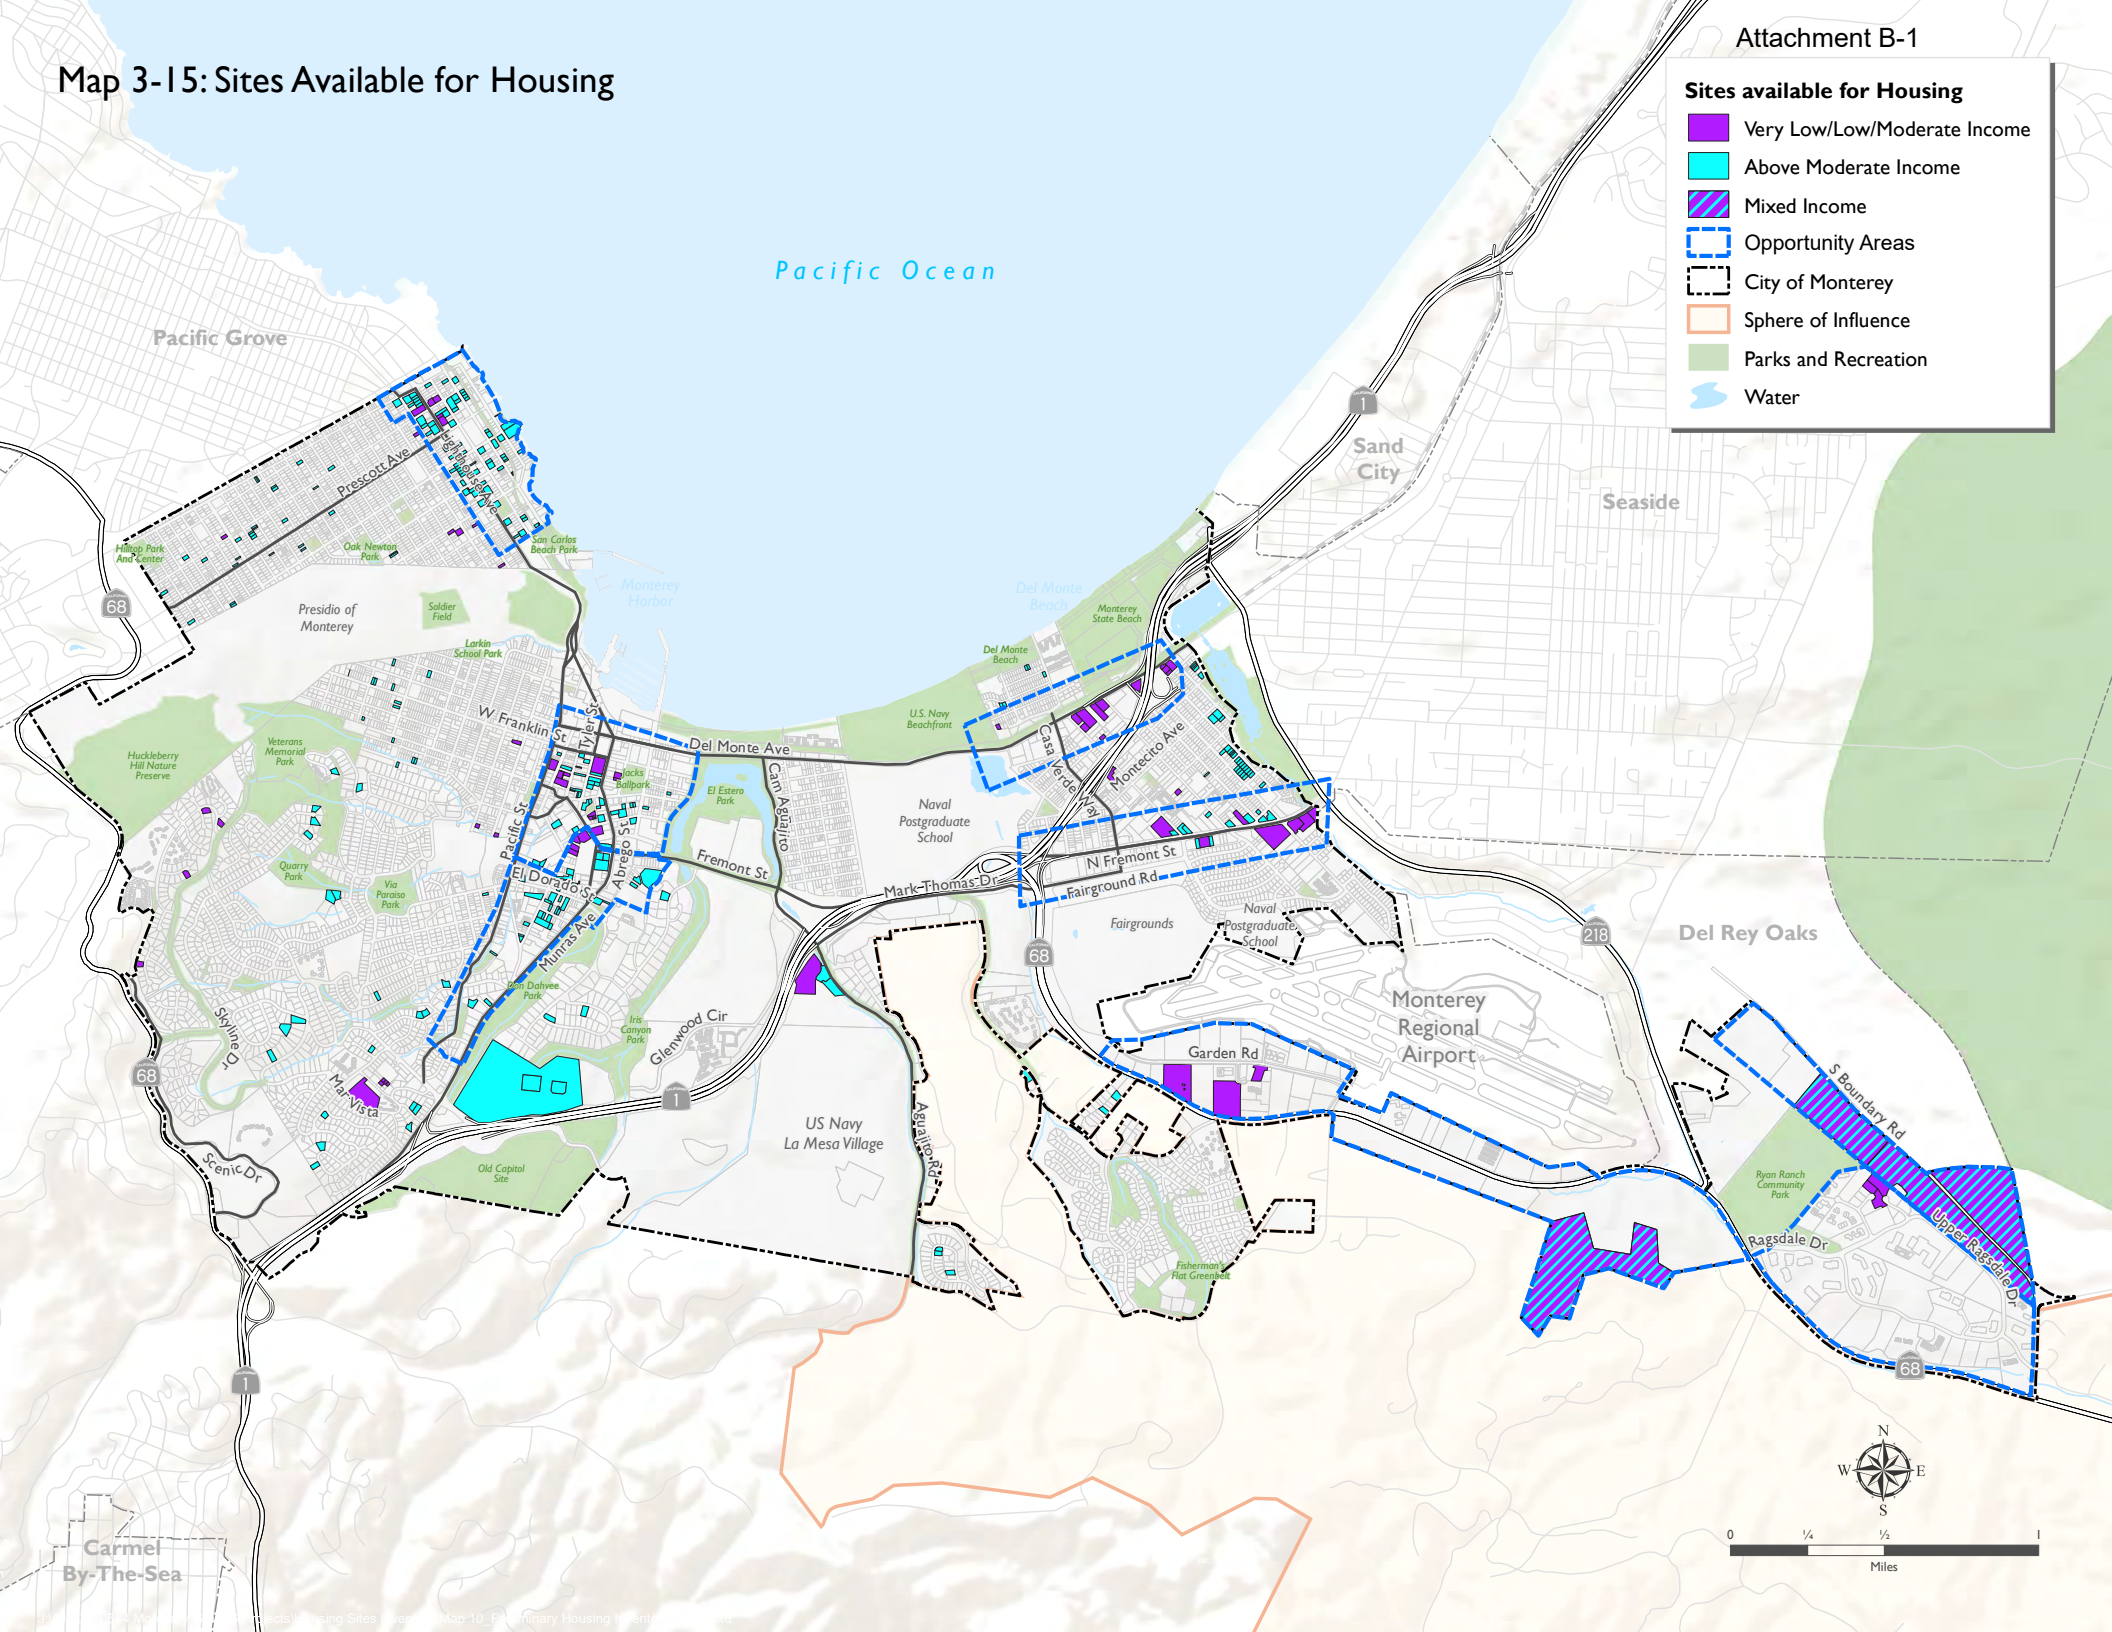 Attachment B-1
Map 3-15: Sites Available for Housing
Sites available for Housing
Very Low/Low/Moderate Income
Above Moderate Income
Mixed Income
Opportunity Areas
City of Monterey
Sphere of Influence
Parks and Recreation
Water
Pacific Ocean
Pacific Grove
1
Sand
City
Seaside
Prescott Ave
Lighthouse Ave
Hilltop Park
And Center
Oak Newton
Park
San Carlos
Beach Park
68
Presidio of
Monterey
Soldier
Field
Larkin
School Park
Monterey
Harbor
Del Monte
Beach
Monterey
State Beach
Del Monte
Beach
U.S. Navy
Beachfront
W Franklin St
Tyler St
Del Monte Ave
Huckleberry
Hill Nature
Preserve
Veterans
Memorial
Park
Jacks
Ballpark
El Estero
Park
Cam Aguajito
Casa Verde Way
Montecito Ave
Naval
Postgraduate
School
Pacific St
Abrego St
Fremont St
El Dorado St
Quarry
Park
Via
Paraiso
Park
Mark Thomas Dr
N Fremont St
Fairground Rd
Fairgrounds
Naval
Postgraduate
School
68
218
Del Rey Oaks
Munras Ave
Don Dahvee
Park
Iris
Canyon
Park
Glenwood Cir
Skyline Dr
Monterey
Regional
Airport
Garden Rd
68
Mar Vista
1
US Navy
La Mesa Village
Aguajito Rd
S Boundary Rd
Scenic Dr
Old Capitol
Site
Ryan Ranch
Community
Park
Ragsdale Dr
Upper Ragsdale Dr
Fisherman's
Flat Greenbelt
68
1
N
W
E
S
0
¼
½
1
Miles
Carmel
By-The-Sea